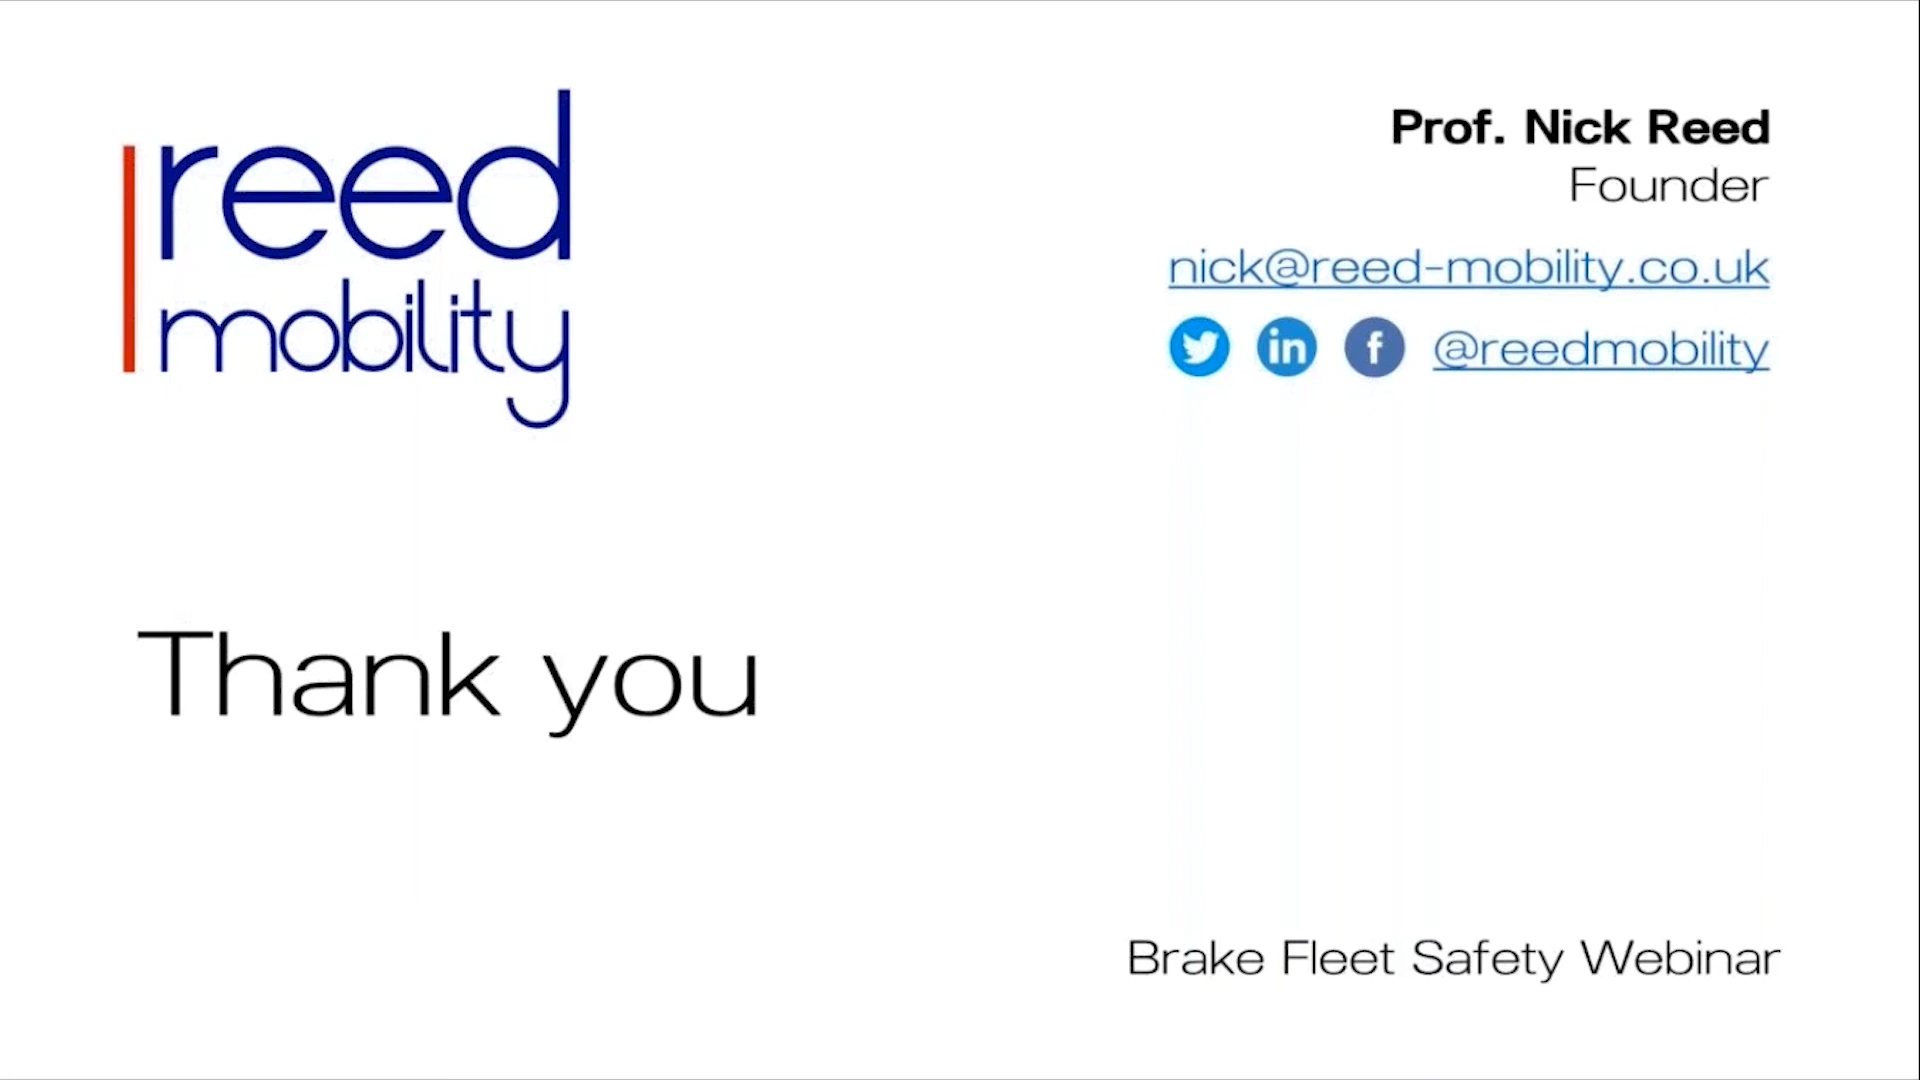 reed
mobility
Prof. Nick Reed
Founder
nick@reed-mobility.co.uk
@reedmobility
Thank you
Brake Fleet Safety Webinar